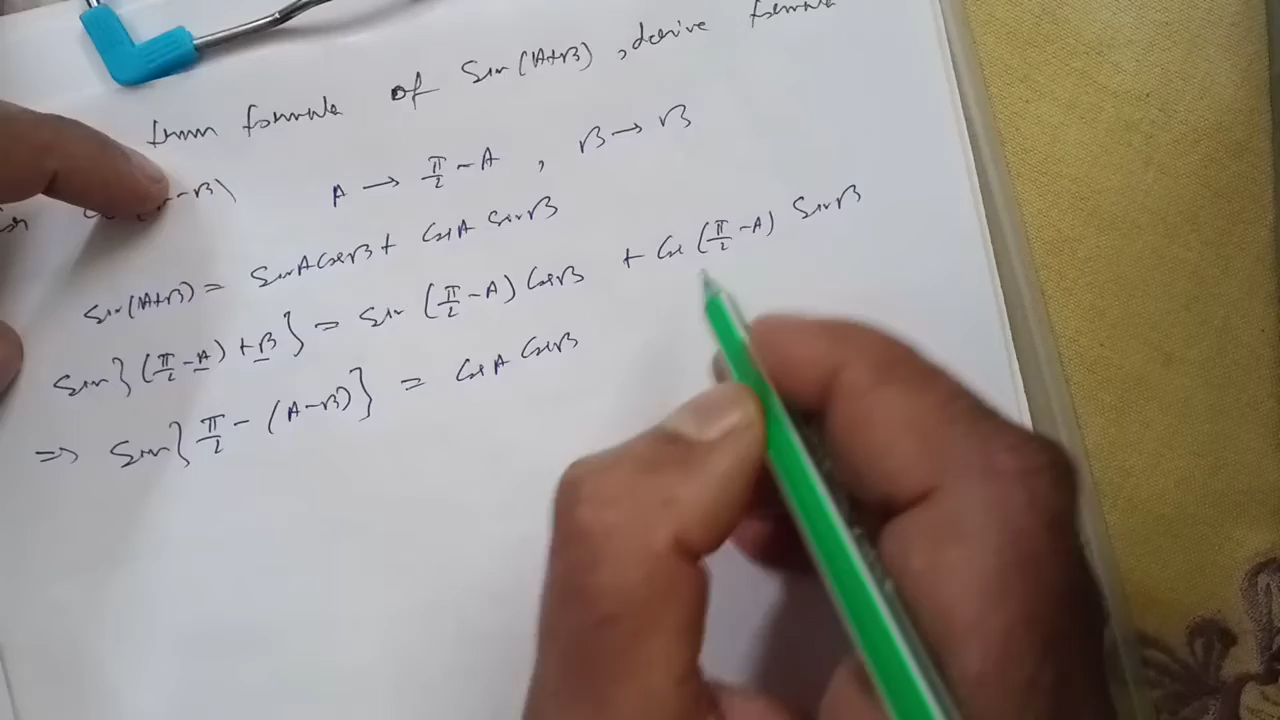 from formula of Sin(A+B), derive formula
for (A-B) A → π/2 - A , B → B
Sin(A+B) = SinA CosB + CosA SinB
Sin{(π/2 - A) + B} = Sin(π/2 - A) CosB + Cos(π/2 - A) SinB
⇒ Sin{π/2 - (A-B)} = CosA CosB